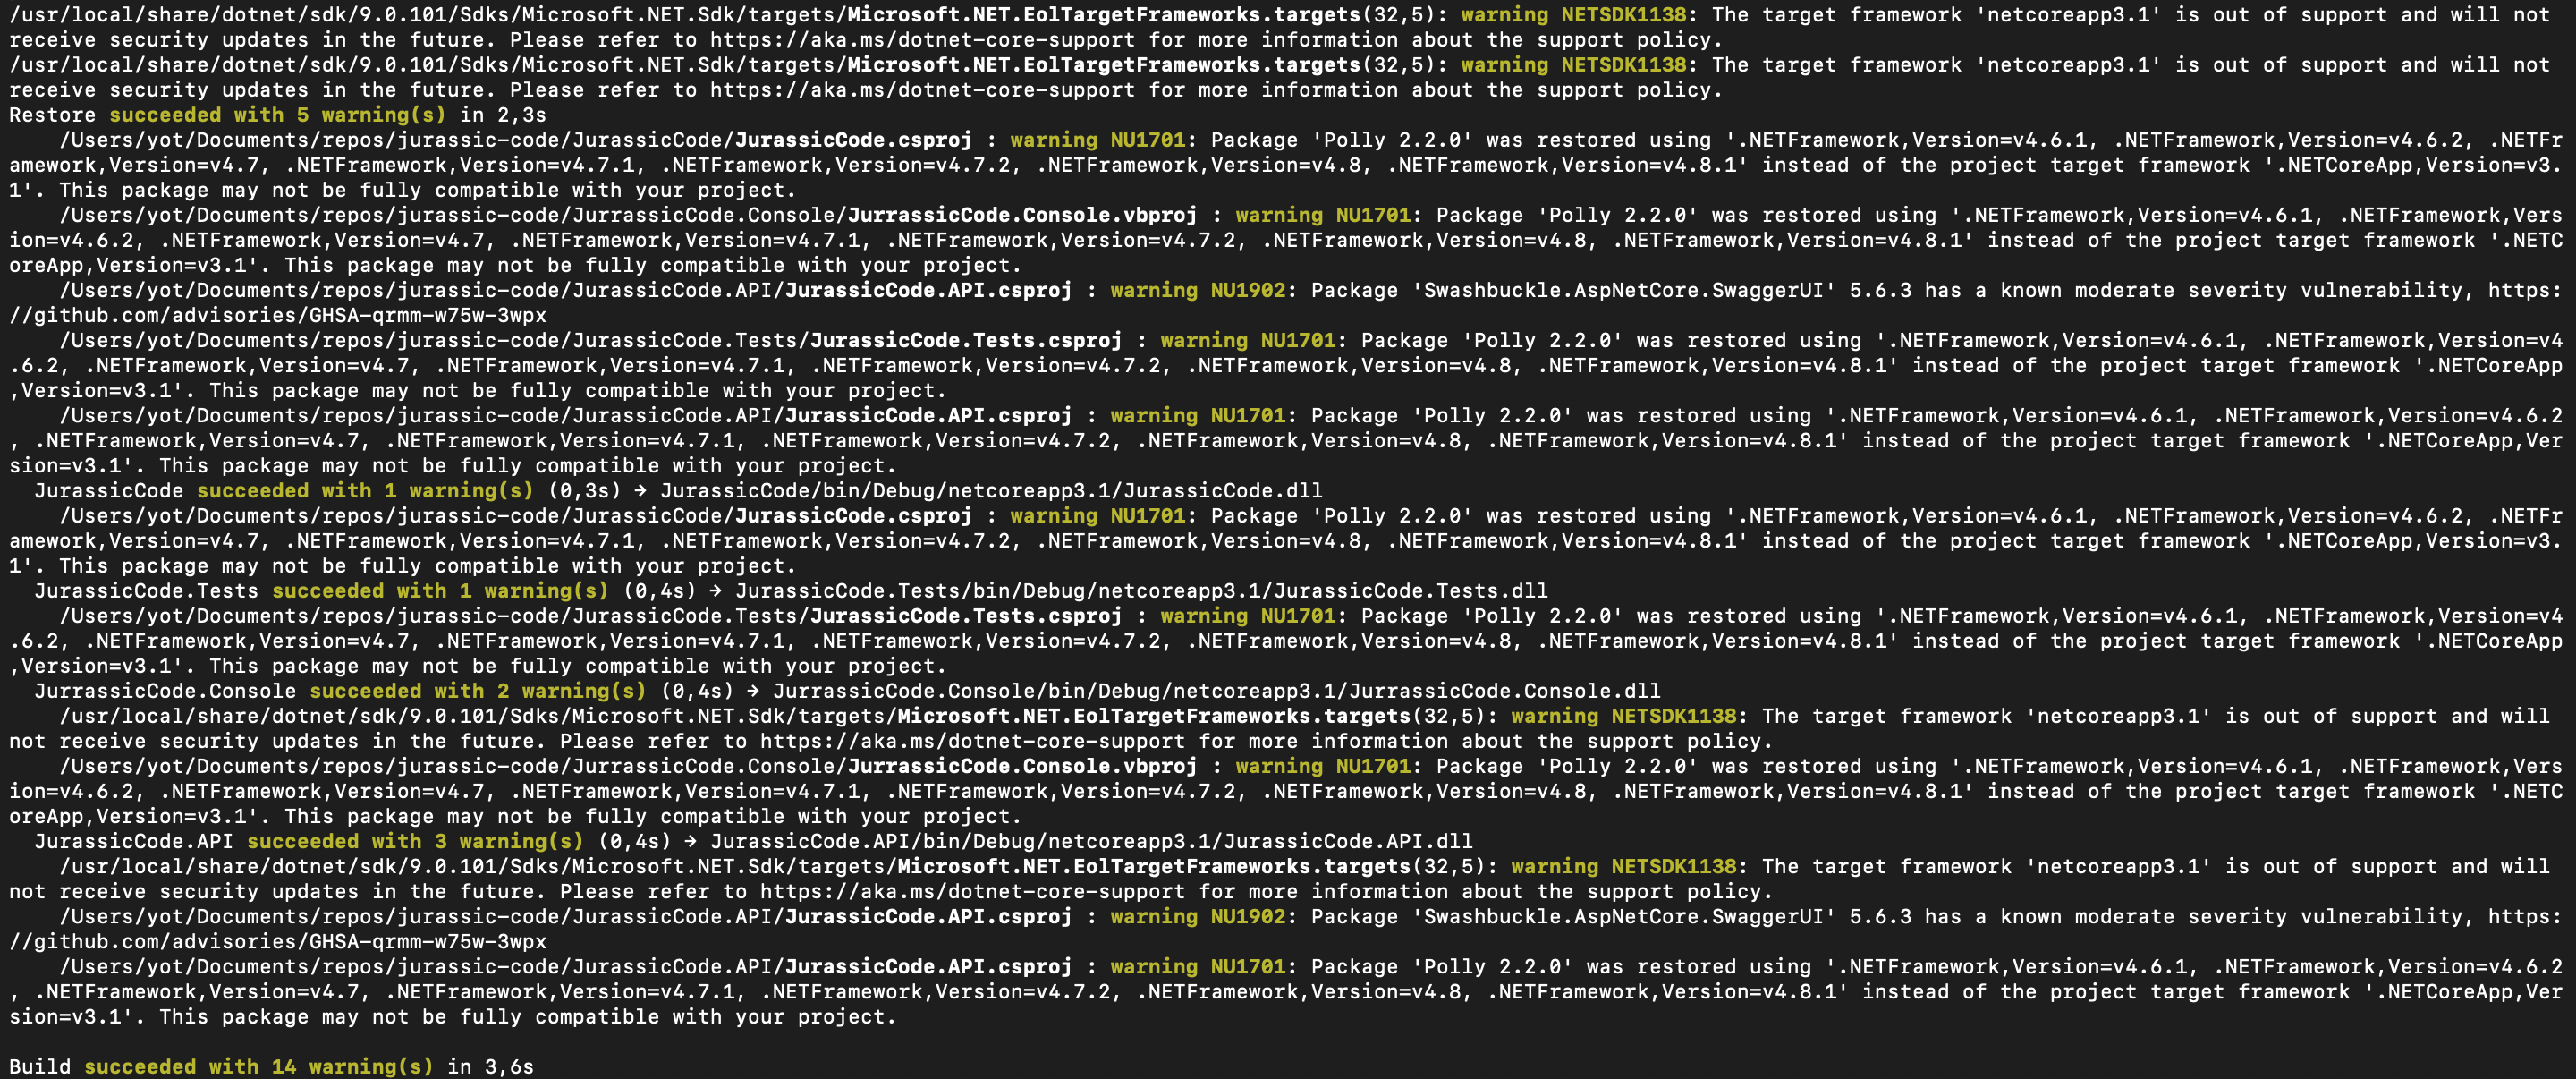 /usr/local/share/dotnet/sdk/9.0.101/Sdks/Microsoft.NET.Sdk/targets/Microsoft.NET.EolTargetFrameworks.targets(32,5): warning NETSDK1138: The target framework 'netcoreapp3.1' is out of support and will not
receive security updates in the future. Please refer to https://aka.ms/dotnet-core-support for more information about the support policy.
/usr/local/share/dotnet/sdk/9.0.101/Sdks/Microsoft.NET.Sdk/targets/Microsoft.NET.EolTargetFrameworks.targets(32,5): warning NETSDK1138: The target framework 'netcoreapp3.1' is out of support and will not
receive security updates in the future. Please refer to https://aka.ms/dotnet-core-support for more information about the support policy.
Restore succeeded with 5 warning(s) in 2,3s
    /Users/yot/Documents/repos/jurassic-code/JurassicCode/JurassicCode.csproj : warning NU1701: Package 'Polly 2.2.0' was restored using '.NETFramework,Version=v4.6.1, .NETFramework,Version=v4.6.2, .NETFr
amework,Version=v4.7, .NETFramework,Version=v4.7.1, .NETFramework,Version=v4.7.2, .NETFramework,Version=v4.8, .NETFramework,Version=v4.8.1' instead of the project target framework '.NETCoreApp,Version=v3.
1'. This package may not be fully compatible with your project.
    /Users/yot/Documents/repos/jurassic-code/JurassicCode.Console/JurrassicCode.Console.vbproj : warning NU1701: Package 'Polly 2.2.0' was restored using '.NETFramework,Version=v4.6.1, .NETFramework,Vers
ion=v4.6.2, .NETFramework,Version=v4.7, .NETFramework,Version=v4.7.1, .NETFramework,Version=v4.7.2, .NETFramework,Version=v4.8, .NETFramework,Version=v4.8.1' instead of the project target framework '.NETC
oreApp,Version=v3.1'. This package may not be fully compatible with your project.
    /Users/yot/Documents/repos/jurassic-code/JurassicCode.API/JurassicCode.API.csproj : warning NU1902: Package 'Swashbuckle.AspNetCore.SwaggerUI' 5.6.3 has a known moderate severity vulnerability, https:
//github.com/advisories/GHSA-qrmm-w75w-3wpx
    /Users/yot/Documents/repos/jurassic-code/JurassicCode.Tests/JurassicCode.Tests.csproj : warning NU1701: Package 'Polly 2.2.0' was restored using '.NETFramework,Version=v4.6.1, .NETFramework,Version=v4
.6.2, .NETFramework,Version=v4.7, .NETFramework,Version=v4.7.1, .NETFramework,Version=v4.7.2, .NETFramework,Version=v4.8, .NETFramework,Version=v4.8.1' instead of the project target framework '.NETCoreApp
,Version=v3.1'. This package may not be fully compatible with your project.
    /Users/yot/Documents/repos/jurassic-code/JurassicCode.API/JurassicCode.API.csproj : warning NU1701: Package 'Polly 2.2.0' was restored using '.NETFramework,Version=v4.6.1, .NETFramework,Version=v4.6.2
, .NETFramework,Version=v4.7, .NETFramework,Version=v4.7.1, .NETFramework,Version=v4.7.2, .NETFramework,Version=v4.8, .NETFramework,Version=v4.8.1' instead of the project target framework '.NETCoreApp,Ver
sion=v3.1'. This package may not be fully compatible with your project.
  JurassicCode succeeded with 1 warning(s) (0,3s) → JurassicCode/bin/Debug/netcoreapp3.1/JurassicCode.dll
    /Users/yot/Documents/repos/jurassic-code/JurassicCode/JurassicCode.csproj : warning NU1701: Package 'Polly 2.2.0' was restored using '.NETFramework,Version=v4.6.1, .NETFramework,Version=v4.6.2, .NETFr
amework,Version=v4.7, .NETFramework,Version=v4.7.1, .NETFramework,Version=v4.7.2, .NETFramework,Version=v4.8, .NETFramework,Version=v4.8.1' instead of the project target framework '.NETCoreApp,Version=v3.
1'. This package may not be fully compatible with your project.
  JurassicCode.Tests succeeded with 1 warning(s) (0,4s) → JurassicCode.Tests/bin/Debug/netcoreapp3.1/JurassicCode.Tests.dll
    /Users/yot/Documents/repos/jurassic-code/JurassicCode.Tests/JurassicCode.Tests.csproj : warning NU1701: Package 'Polly 2.2.0' was restored using '.NETFramework,Version=v4.6.1, .NETFramework,Version=v4
.6.2, .NETFramework,Version=v4.7, .NETFramework,Version=v4.7.1, .NETFramework,Version=v4.7.2, .NETFramework,Version=v4.8, .NETFramework,Version=v4.8.1' instead of the project target framework '.NETCoreApp
,Version=v3.1'. This package may not be fully compatible with your project.
  JurrassicCode.Console succeeded with 2 warning(s) (0,4s) → JurrassicCode.Console/bin/Debug/netcoreapp3.1/JurrassicCode.Console.dll
    /usr/local/share/dotnet/sdk/9.0.101/Sdks/Microsoft.NET.Sdk/targets/Microsoft.NET.EolTargetFrameworks.targets(32,5): warning NETSDK1138: The target framework 'netcoreapp3.1' is out of support and will
not receive security updates in the future. Please refer to https://aka.ms/dotnet-core-support for more information about the support policy.
    /Users/yot/Documents/repos/jurassic-code/JurassicCode.Console/JurrassicCode.Console.vbproj : warning NU1701: Package 'Polly 2.2.0' was restored using '.NETFramework,Version=v4.6.1, .NETFramework,Vers
ion=v4.6.2, .NETFramework,Version=v4.7, .NETFramework,Version=v4.7.1, .NETFramework,Version=v4.7.2, .NETFramework,Version=v4.8, .NETFramework,Version=v4.8.1' instead of the project target framework '.NETC
oreApp,Version=v3.1'. This package may not be fully compatible with your project.
  JurassicCode.API succeeded with 3 warning(s) (0,4s) → JurassicCode.API/bin/Debug/netcoreapp3.1/JurassicCode.API.dll
    /usr/local/share/dotnet/sdk/9.0.101/Sdks/Microsoft.NET.Sdk/targets/Microsoft.NET.EolTargetFrameworks.targets(32,5): warning NETSDK1138: The target framework 'netcoreapp3.1' is out of support and will
not receive security updates in the future. Please refer to https://aka.ms/dotnet-core-support for more information about the support policy.
    /Users/yot/Documents/repos/jurassic-code/JurassicCode.API/JurassicCode.API.csproj : warning NU1902: Package 'Swashbuckle.AspNetCore.SwaggerUI' 5.6.3 has a known moderate severity vulnerability, https:
//github.com/advisories/GHSA-qrmm-w75w-3wpx
    /Users/yot/Documents/repos/jurassic-code/JurassicCode.API/JurassicCode.API.csproj : warning NU1701: Package 'Polly 2.2.0' was restored using '.NETFramework,Version=v4.6.1, .NETFramework,Version=v4.6.2
, .NETFramework,Version=v4.7, .NETFramework,Version=v4.7.1, .NETFramework,Version=v4.7.2, .NETFramework,Version=v4.8, .NETFramework,Version=v4.8.1' instead of the project target framework '.NETCoreApp,Ver
sion=v3.1'. This package may not be fully compatible with your project.

Build succeeded with 14 warning(s) in 3,6s